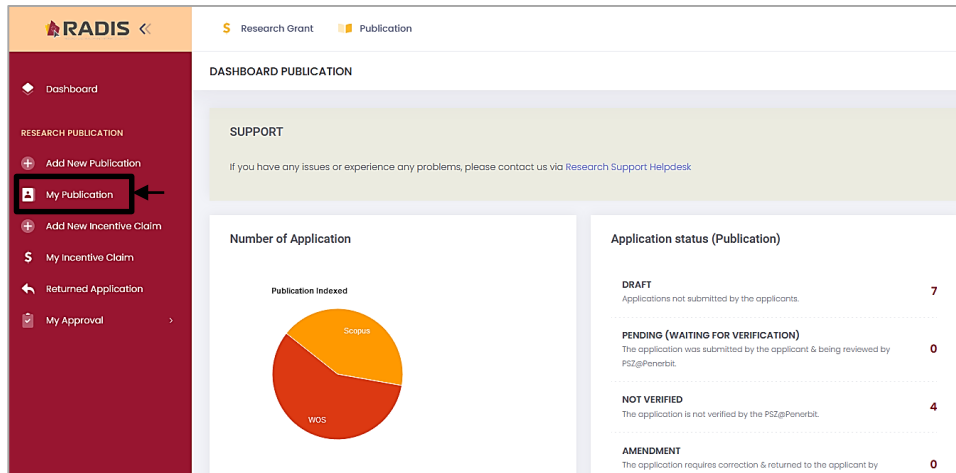 RADIS
Research Grant
Publication
Dashboard
RESEARCH PUBLICATION
Add New Publication
My Publication
Add New Incentive Claim
My Incentive Claim
Returned Application
My Approval
DASHBOARD PUBLICATION
SUPPORT
If you have any issues or experience any problems, please contact us via Research Support Helpdesk
Number of Application
Publication Indexed
Scopus
WOS
Application status (Publication)
DRAFT
Applications not submitted by the applicants.
7
PENDING (WAITING FOR VERIFICATION)
The application was submitted by the applicant & being reviewed by
PSZ@Penerbit.
0
NOT VERIFIED
The application is not verified by the PSZ@Penerbit.
4
AMENDMENT
The application requires correction & returned to the applicant by
0